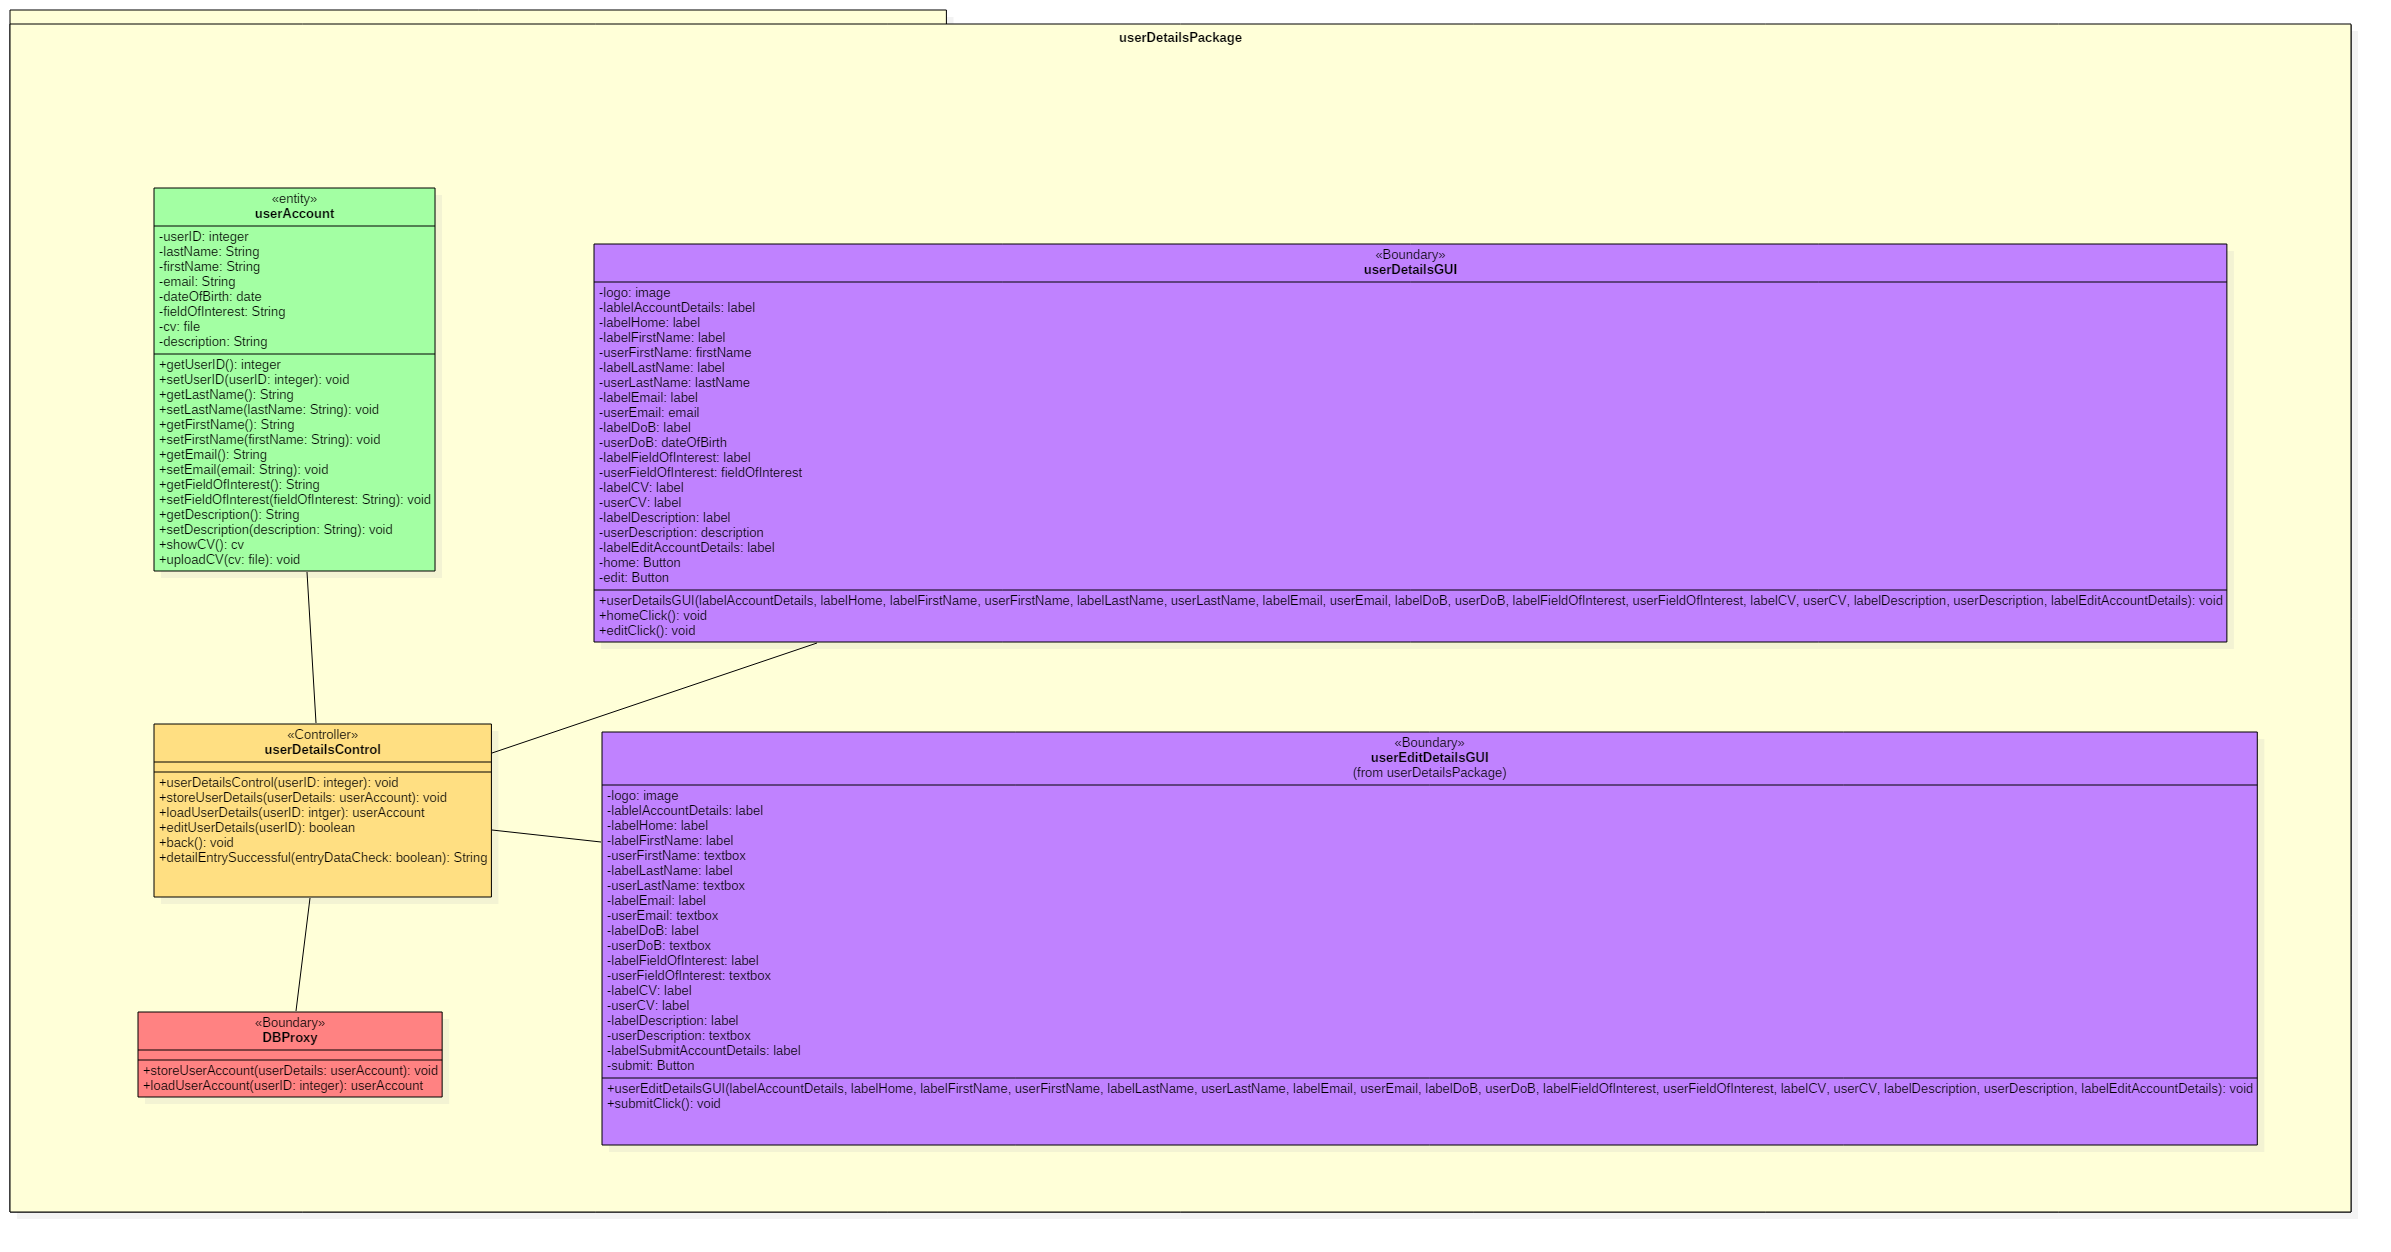 userDetailsPackage
«entity»
userAccount
-userID: integer
-lastName: String
-firstName: String
-email: String
-dateOfBirth: date
-fieldOfInterest: String
-cv: file
-description: String
+getUserID(): integer
+setUserID(userID: integer): void
+getLastName(): String
+setLastName(lastName: String): void
+getFirstName(): String
+setFirstName(firstName: String): void
+getEmail(): String
+setEmail(email: String): void
+getFieldOfInterest(): String
+setFieldOfInterest(fieldOfInterest: String): void
+getDescription(): String
+setDescription(description: String): void
+showCV(): cv
+uploadCV(cv: file): void
«Boundary»
userDetailsGUI
-logo: image
-lablelAccountDetails: label
-labelHome: label
-labelFirstName: label
-userFirstName: firstName
-labelLastName: label
-userLastName: lastName
-labelEmail: label
-userEmail: email
-labelDoB: label
-userDoB: dateOfBirth
-labelFieldOfInterest: label
-userFieldOfInterest: fieldOfInterest
-labelCV: label
-userCV: label
-labelDescription: label
-userDescription: description
-labelEditAccountDetails: label
-home: Button
-edit: Button
+userDetailsGUI(labelAccountDetails, labelHome, labelFirstName, userFirstName, labelLastName, userLastName, labelEmail, userEmail, labelDoB, userDoB, labelFieldOfInterest, userFieldOfInterest, labelCV, userCV, labelDescription, userDescription, labelEditAccountDetails): void
+homeClick(): void
+editClick(): void
«Controller»
userDetailsControl
+userDetailsControl(userID: integer): void
+storeUserDetails(userDetails: userAccount): void
+loadUserDetails(userID: intger): userAccount
+editUserDetails(userID): boolean
+back(): void
+detailEntrySuccessful(entryDataCheck: boolean): String
«Boundary»
userEditDetailsGUI
(from userDetailsPackage)
-logo: image
-lablelAccountDetails: label
-labelHome: label
-labelFirstName: label
-userFirstName: textbox
-labelLastName: label
-userLastName: textbox
-labelEmail: label
-userEmail: textbox
-labelDoB: label
-userDoB: textbox
-labelFieldOfInterest: label
-userFieldOfInterest: textbox
-labelCV: label
-userCV: label
-labelDescription: label
-userDescription: textbox
-labelSubmitAccountDetails: label
-submit: Button
+userEditDetailsGUI(labelAccountDetails, labelHome, labelFirstName, userFirstName, labelLastName, userLastName, labelEmail, userEmail, labelDoB, userDoB, labelFieldOfInterest, userFieldOfInterest, labelCV, userCV, labelDescription, userDescription, labelEditAccountDetails): void
+submitClick(): void
«Boundary»
DBProxy
+storeUserAccount(userDetails: userAccount): void
+loadUserAccount(userID: integer): userAccount